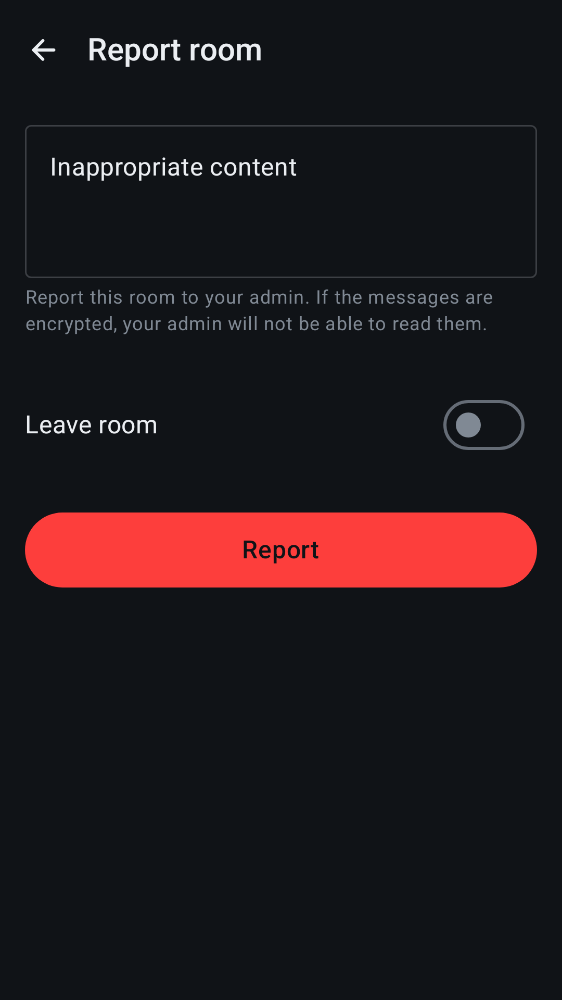 Report room
Inappropriate content
Report this room to your admin. If the messages are
encrypted, your admin will not be able to read them.
Leave room
Report